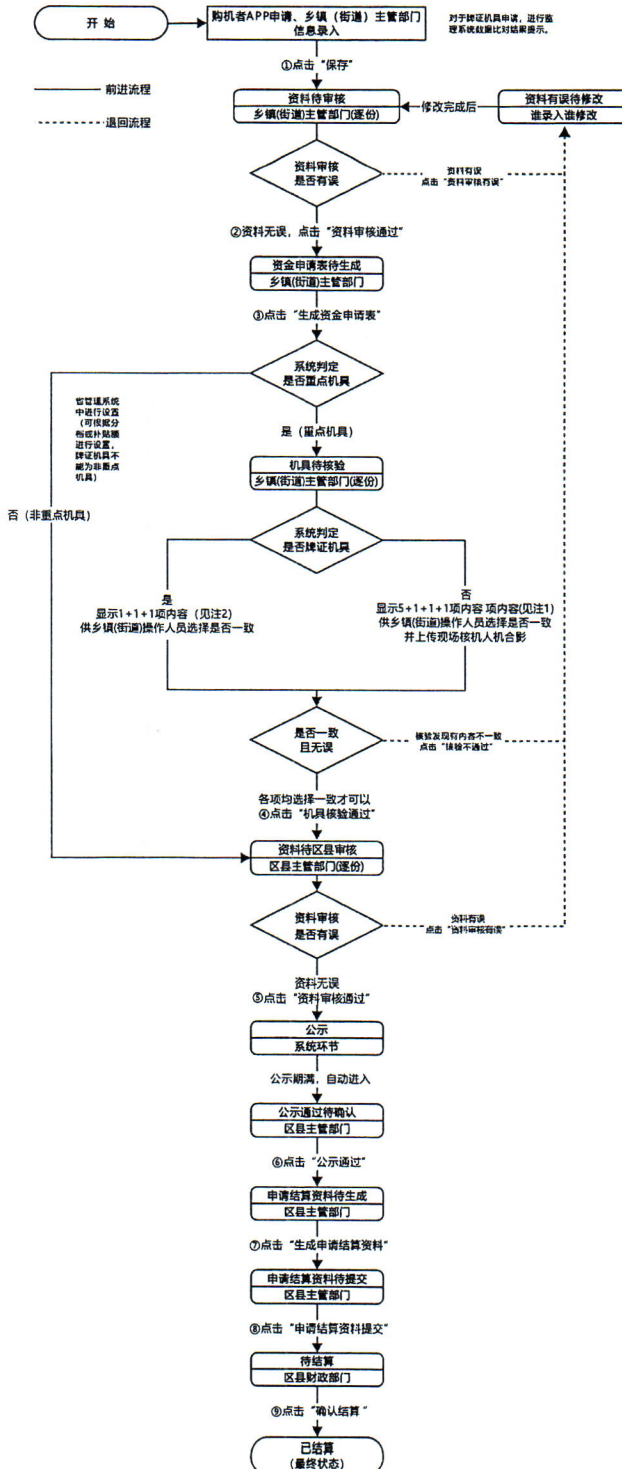 开 始
购机者APP申请、乡镇（街道）主管部门
信息录入
对于牌证机具申请，进行监
理系统数据比对结果提示。
①点击“保存”
前进流程
退回流程
资料待审核
乡镇(街道)主管部门(逐份)
修改完成后
资料有误待修改
谁录入谁修改
资料审核
是否有误
资料有误
点击“资料审核有误”
②资料无误，点击“资料审核通过”
资金申请表待生成
乡镇(街道)主管部门
③点击“生成资金申请表”
系统判定
是否重点机具
省管理系统
中进行设置
（可根据分
档或补贴额
进行设置，
牌证机具不
能为非重点
机具）
是（重点机具）
机具待核验
乡镇(街道)主管部门(逐份)
否（非重点机具）
系统判定
是否牌证机具
是
显示1+1+1项内容（见注2）
供乡镇(街道)操作人员选择是否一致
否
显示5+1+1+1项内容 项内容(见注1)
供乡镇(街道)操作人员选择是否一致
并上传现场核机人机合影
是否一致
且无误
核验发现有内容不一致
点击“核验不通过”
各项均选择一致才可以
④点击“机具核验通过”
资料待区县审核
区县主管部门(逐份)
资料审核
是否有误
资料有误
点击“资料审核有误”
资料无误
⑤点击“资料审核通过”
公示
系统环节
公示期满，自动进入
公示通过待确认
区县主管部门
⑥点击“公示通过”
申请结算资料待生成
区县主管部门
⑦点击“生成申请结算资料”
申请结算资料待提交
区县主管部门
⑧点击“申请结算资料提交”
待结算
区县财政部门
⑨点击“确认结算”
已结算
（最终状态）